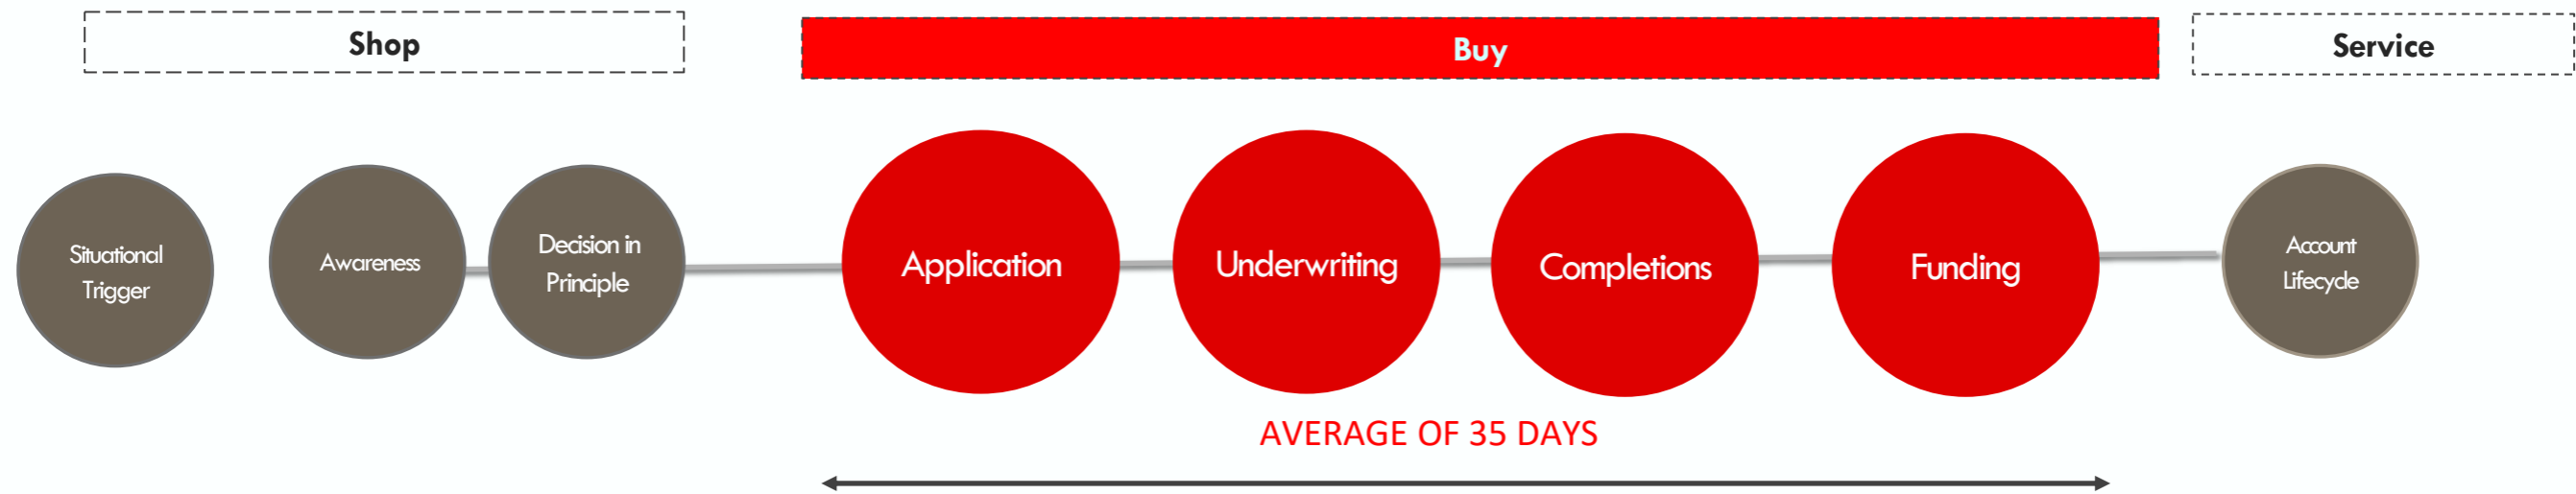 Shop
Buy
Service
Situational
Trigger
Awareness
Decision in
Principle
Application
Underwriting
Completions
Funding
Account
Lifecycle
AVERAGE OF 35 DAYS